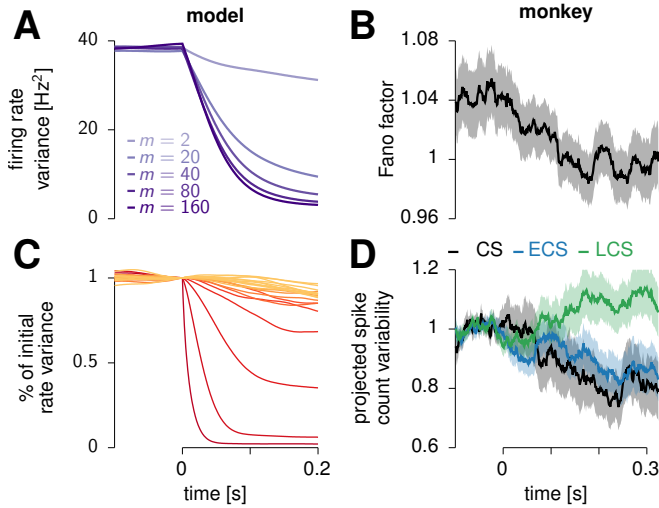 model
monkey
A
firing rate
variance [Hz²]
40
20
0
m = 2
m = 20
m = 40
m = 80
m = 160
B
Fano factor
1.08
1.04
1
0.96
C
% of initial
rate variance
1
0.5
0
0
0.2
time [s]
D
CS ECS LCS
projected spike
count variability
1.2
1
0.8
0.6
0
0.3
time [s]